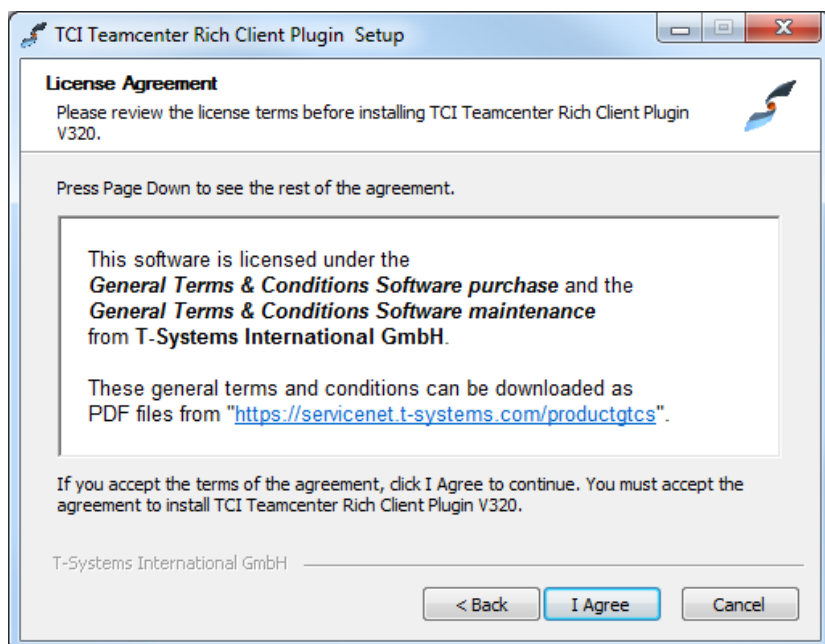 TCI Teamcenter Rich Client Plugin  Setup
License Agreement
Please review the license terms before installing TCI Teamcenter Rich Client Plugin
V320.
Press Page Down to see the rest of the agreement.
This software is licensed under the
General Terms & Conditions Software purchase and the
General Terms & Conditions Software maintenance
from T-Systems International GmbH.
These general terms and conditions can be downloaded as
PDF files from "https://servicenet.t-systems.com/productgtcs".
If you accept the terms of the agreement, click I Agree to continue. You must accept the
agreement to install TCI Teamcenter Rich Client Plugin V320.
T-Systems International GmbH
< Back I Agree Cancel